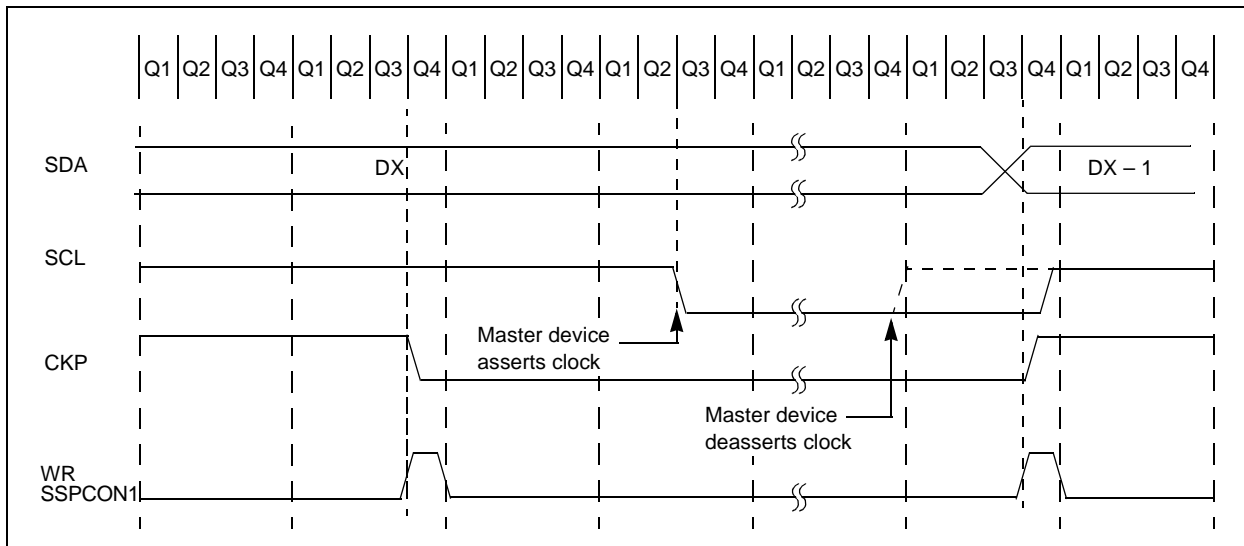 Q1 Q2 Q3 Q4 Q1 Q2 Q3 Q4 Q1 Q2 Q3 Q4 Q1 Q2 Q3 Q4 Q1 Q2 Q4 Q1 Q2 Q3 Q4 Q1 Q2 Q3 Q4
SDA
DX
DX – 1
SCL
Master device
asserts clock
CKP
Master device
deasserts clock
WR
SSPCON1